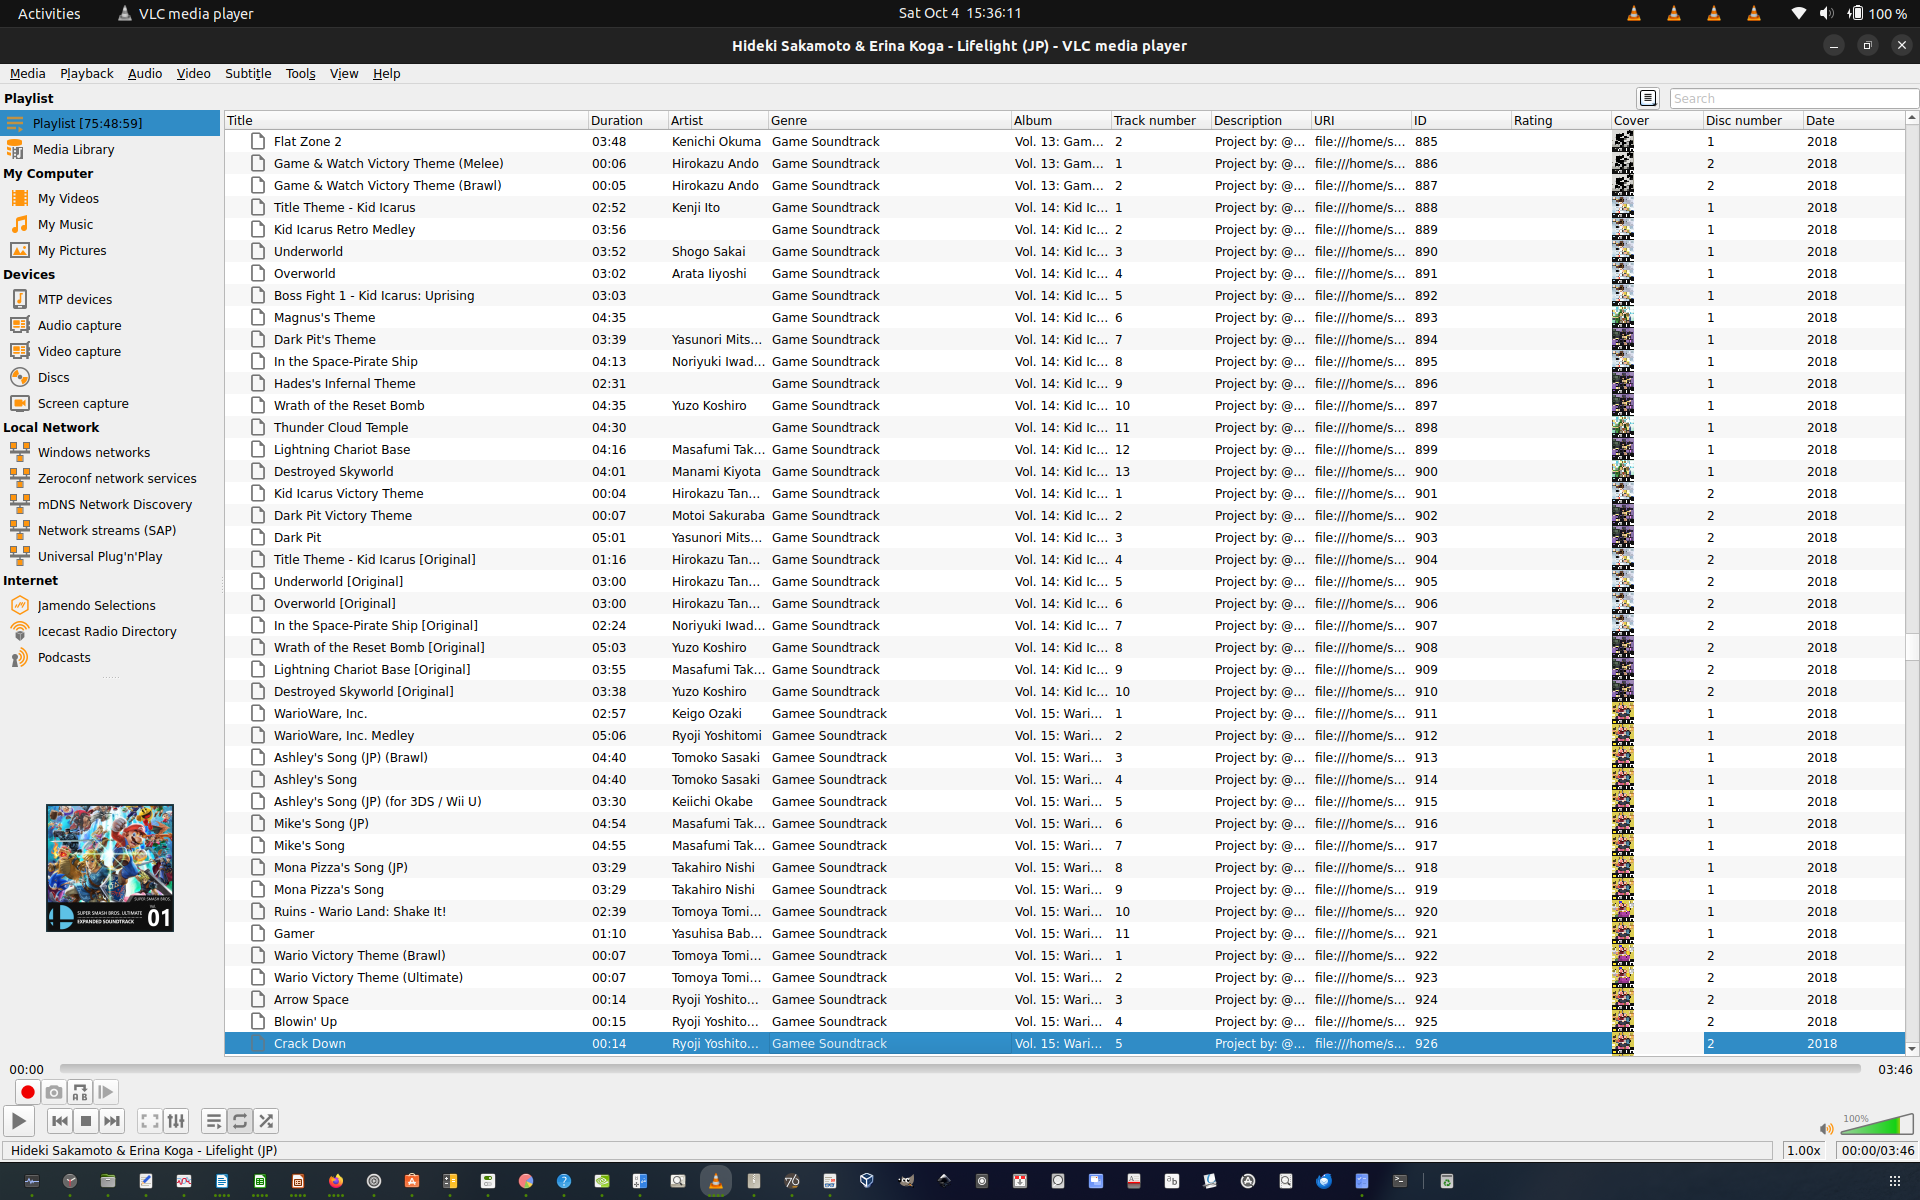 Activities VLC media player Sat Oct 4 15:36:11 100 %
Hideki Sakamoto & Erina Koga - Lifelight (JP) - VLC media player
Media Playback Audio Video Subtitle Tools View Help
Playlist
Search
Playlist [75:48:59]
Media Library
My Computer
My Videos
My Music
My Pictures
Devices
MTP devices
Audio capture
Video capture
Discs
Screen capture
Local Network
Windows networks
Zeroconf network services
mDNS Network Discovery
Network streams (SAP)
Universal Plug'n'Play
Internet
Jamendo Selections
Icecast Radio Directory
Podcasts
SUPER SMASH BROS. ULTIMATE
EXPANDED SOUNDTRACK
01
Title Duration Artist Genre Album Track number Description URI ID Rating Cover Disc number Date
Flat Zone 2 03:48 Kenichi Okuma Game Soundtrack Vol. 13: Gam... 2 Project by: @... file:///home/s... 885 1 2018
Game & Watch Victory Theme (Melee) 00:06 Hirokazu Ando Game Soundtrack Vol. 13: Gam... 1 Project by: @... file:///home/s... 886 2 2018
Game & Watch Victory Theme (Brawl) 00:05 Hirokazu Ando Game Soundtrack Vol. 13: Gam... 2 Project by: @... file:///home/s... 887 2 2018
Title Theme - Kid Icarus 02:52 Kenji Ito Game Soundtrack Vol. 14: Kid Ic... 1 Project by: @... file:///home/s... 888 1 2018
Kid Icarus Retro Medley 03:56 Game Soundtrack Vol. 14: Kid Ic... 2 Project by: @... file:///home/s... 889 1 2018
Underworld 03:52 Shogo Sakai Game Soundtrack Vol. 14: Kid Ic... 3 Project by: @... file:///home/s... 890 1 2018
Overworld 03:02 Arata Iiyoshi Game Soundtrack Vol. 14: Kid Ic... 4 Project by: @... file:///home/s... 891 1 2018
Boss Fight 1 - Kid Icarus: Uprising 03:03 Game Soundtrack Vol. 14: Kid Ic... 5 Project by: @... file:///home/s... 892 1 2018
Magnus's Theme 04:35 Game Soundtrack Vol. 14: Kid Ic... 6 Project by: @... file:///home/s... 893 1 2018
Dark Pit's Theme 03:39 Yasunori Mits... Game Soundtrack Vol. 14: Kid Ic... 7 Project by: @... file:///home/s... 894 1 2018
In the Space-Pirate Ship 04:13 Noriyuki Iwad... Game Soundtrack Vol. 14: Kid Ic... 8 Project by: @... file:///home/s... 895 1 2018
Hades's Infernal Theme 02:31 Game Soundtrack Vol. 14: Kid Ic... 9 Project by: @... file:///home/s... 896 1 2018
Wrath of the Reset Bomb 04:35 Yuzo Koshiro Game Soundtrack Vol. 14: Kid Ic... 10 Project by: @... file:///home/s... 897 1 2018
Thunder Cloud Temple 04:30 Game Soundtrack Vol. 14: Kid Ic... 11 Project by: @... file:///home/s... 898 1 2018
Lightning Chariot Base 04:16 Masafumi Tak... Game Soundtrack Vol. 14: Kid Ic... 12 Project by: @... file:///home/s... 899 1 2018
Destroyed Skyworld 04:01 Manami Kiyota Game Soundtrack Vol. 14: Kid Ic... 13 Project by: @... file:///home/s... 900 1 2018
Kid Icarus Victory Theme 00:04 Hirokazu Tan... Game Soundtrack Vol. 14: Kid Ic... 1 Project by: @... file:///home/s... 901 2 2018
Dark Pit Victory Theme 00:07 Motoi Sakuraba Game Soundtrack Vol. 14: Kid Ic... 2 Project by: @... file:///home/s... 902 2 2018
Dark Pit 05:01 Yasunori Mits... Game Soundtrack Vol. 14: Kid Ic... 3 Project by: @... file:///home/s... 903 2 2018
Title Theme - Kid Icarus [Original] 01:16 Hirokazu Tan... Game Soundtrack Vol. 14: Kid Ic... 4 Project by: @... file:///home/s... 904 2 2018
Underworld [Original] 03:00 Hirokazu Tan... Game Soundtrack Vol. 14: Kid Ic... 5 Project by: @... file:///home/s... 905 2 2018
Overworld [Original] 03:00 Hirokazu Tan... Game Soundtrack Vol. 14: Kid Ic... 6 Project by: @... file:///home/s... 906 2 2018
In the Space-Pirate Ship [Original] 02:24 Noriyuki Iwad... Game Soundtrack Vol. 14: Kid Ic... 7 Project by: @... file:///home/s... 907 2 2018
Wrath of the Reset Bomb [Original] 05:03 Yuzo Koshiro Game Soundtrack Vol. 14: Kid Ic... 8 Project by: @... file:///home/s... 908 2 2018
Lightning Chariot Base [Original] 03:55 Masafumi Tak... Game Soundtrack Vol. 14: Kid Ic... 9 Project by: @... file:///home/s... 909 2 2018
Destroyed Skyworld [Original] 03:38 Yuzo Koshiro Game Soundtrack Vol. 14: Kid Ic... 10 Project by: @... file:///home/s... 910 2 2018
WarioWare, Inc. 02:57 Keigo Ozaki Gamee Soundtrack Vol. 15: Wari... 1 Project by: @... file:///home/s... 911 1 2018
WarioWare, Inc. Medley 05:06 Ryoji Yoshitomi Gamee Soundtrack Vol. 15: Wari... 2 Project by: @... file:///home/s... 912 1 2018
Ashley's Song (JP) (Brawl) 04:40 Tomoko Sasaki Gamee Soundtrack Vol. 15: Wari... 3 Project by: @... file:///home/s... 913 1 2018
Ashley's Song 04:40 Tomoko Sasaki Gamee Soundtrack Vol. 15: Wari... 4 Project by: @... file:///home/s... 914 1 2018
Ashley's Song (JP) (for 3DS / Wii U) 03:30 Keiichi Okabe Gamee Soundtrack Vol. 15: Wari... 5 Project by: @... file:///home/s... 915 1 2018
Mike's Song (JP) 04:54 Masafumi Tak... Gamee Soundtrack Vol. 15: Wari... 6 Project by: @... file:///home/s... 916 1 2018
Mike's Song 04:55 Masafumi Tak... Gamee Soundtrack Vol. 15: Wari... 7 Project by: @... file:///home/s... 917 1 2018
Mona Pizza's Song (JP) 03:29 Takahiro Nishi Gamee Soundtrack Vol. 15: Wari... 8 Project by: @... file:///home/s... 918 1 2018
Mona Pizza's Song 03:29 Takahiro Nishi Gamee Soundtrack Vol. 15: Wari... 9 Project by: @... file:///home/s... 919 1 2018
Ruins - Wario Land: Shake It! 02:39 Tomoya Tomi... Gamee Soundtrack Vol. 15: Wari... 10 Project by: @... file:///home/s... 920 1 2018
Gamer 01:10 Yasuhisa Bab... Gamee Soundtrack Vol. 15: Wari... 11 Project by: @... file:///home/s... 921 1 2018
Wario Victory Theme (Brawl) 00:07 Tomoya Tomi... Gamee Soundtrack Vol. 15: Wari... 1 Project by: @... file:///home/s... 922 2 2018
Wario Victory Theme (Ultimate) 00:07 Tomoya Tomi... Gamee Soundtrack Vol. 15: Wari... 2 Project by: @... file:///home/s... 923 2 2018
Arrow Space 00:14 Ryoji Yoshito... Gamee Soundtrack Vol. 15: Wari... 3 Project by: @... file:///home/s... 924 2 2018
Blowin' Up 00:15 Ryoji Yoshito... Gamee Soundtrack Vol. 15: Wari... 4 Project by: @... file:///home/s... 925 2 2018
Crack Down 00:14 Ryoji Yoshito... Gamee Soundtrack Vol. 15: Wari... 5 Project by: @... file:///home/s... 926 2 2018
00:00 03:46
100%
Hideki Sakamoto & Erina Koga - Lifelight (JP) 1.00x 00:00/03:46